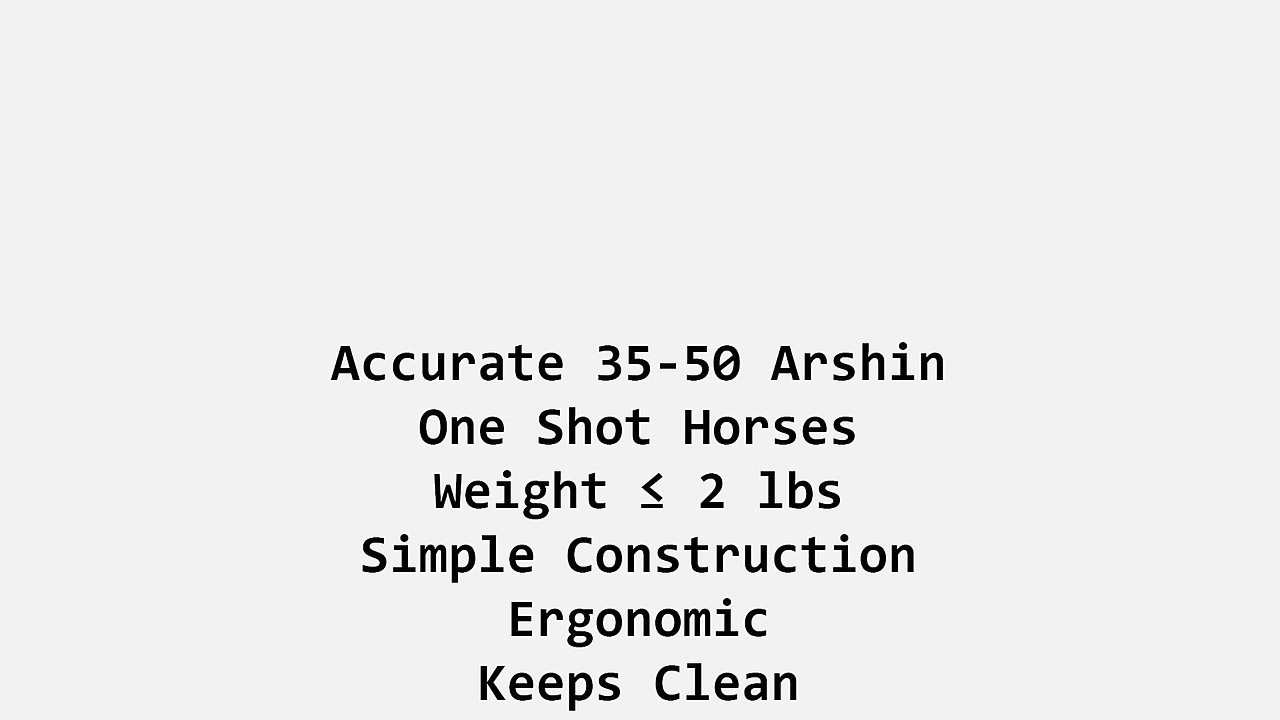 Accurate 35-50 Arshin
One Shot Horses
Weight ≤ 2 lbs
Simple Construction
Ergonomic
Keeps Clean